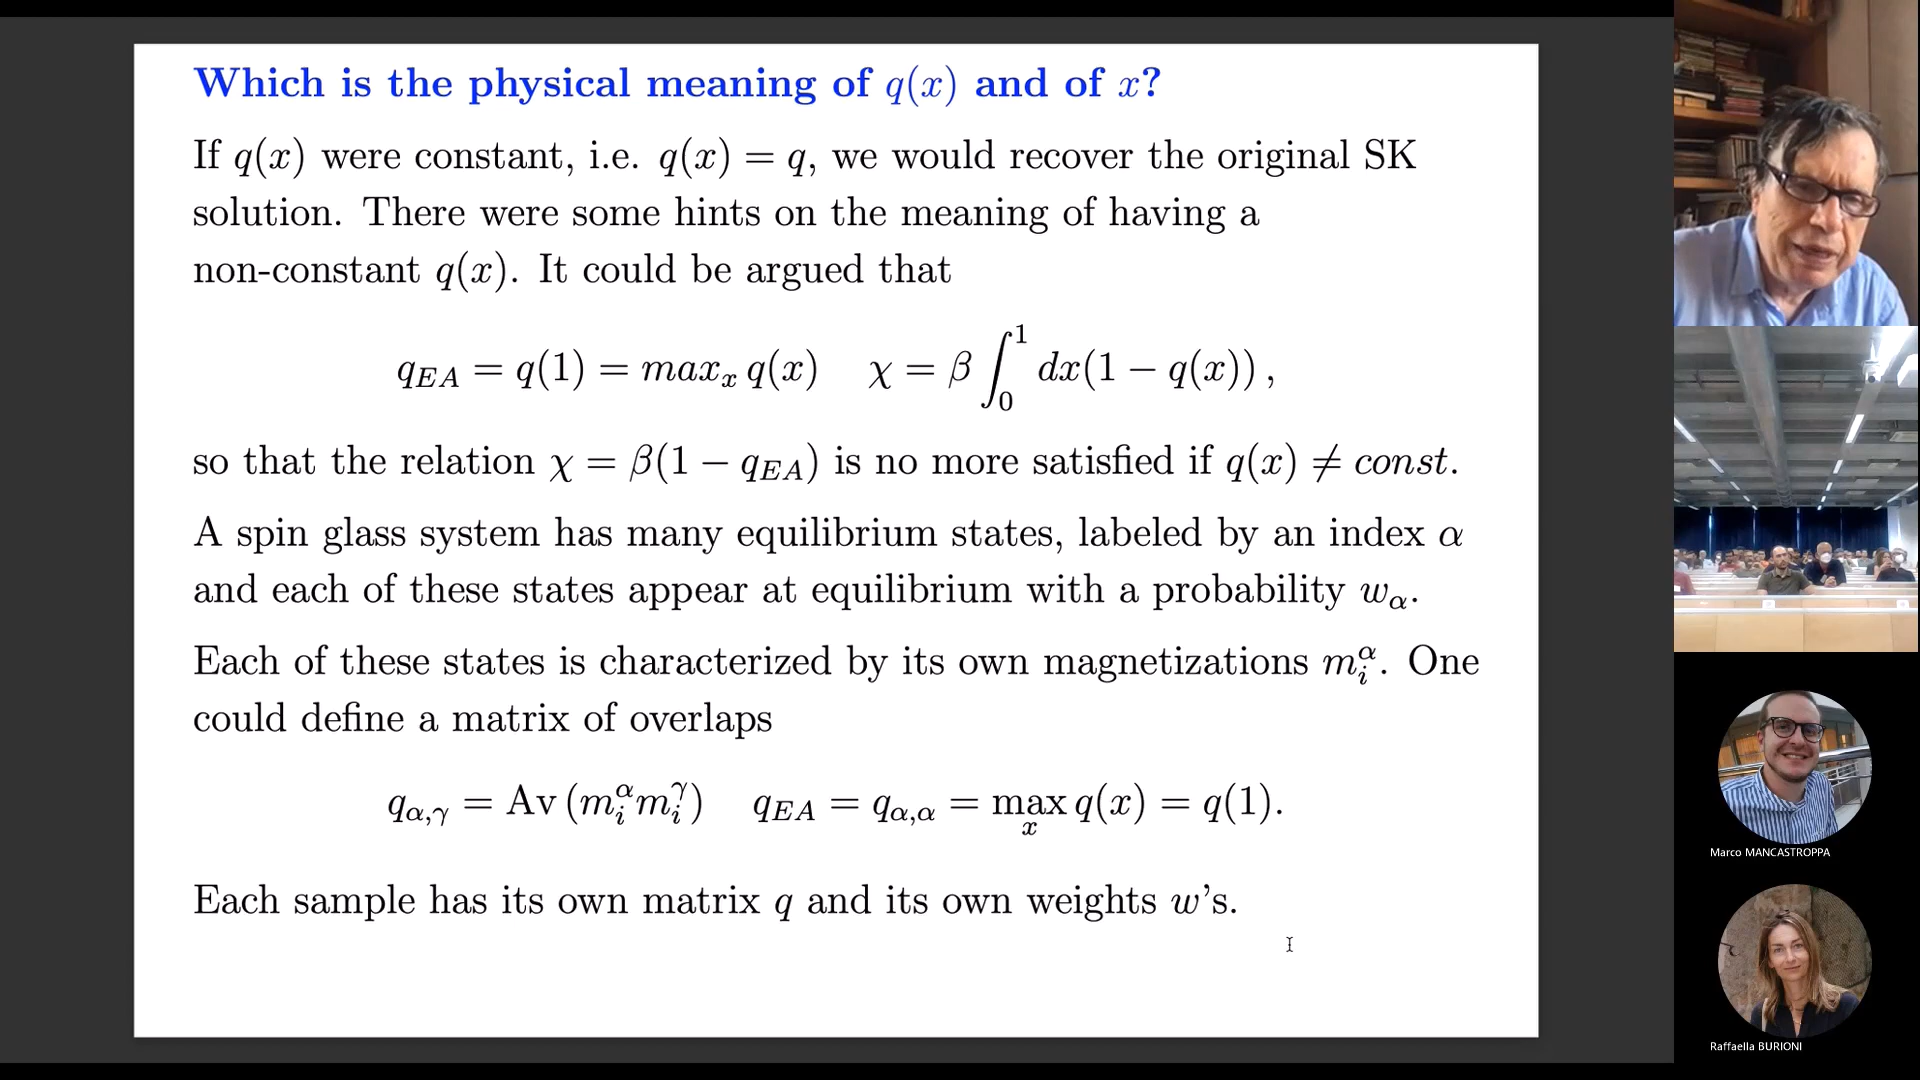 Which is the physical meaning of q(x) and of x?
If q(x) were constant, i.e. q(x) = q, we would recover the original SK
solution. There were some hints on the meaning of having a
non-constant q(x). It could be argued that
q_{EA} = q(1) = max_x q(x)   χ = β ∫_0^1 dx(1 − q(x)) ,
so that the relation χ = β(1 − q_{EA}) is no more satisfied if q(x) ≠ const.
A spin glass system has many equilibrium states, labeled by an index α
and each of these states appear at equilibrium with a probability w_α.
Each of these states is characterized by its own magnetizations m_i^α. One
could define a matrix of overlaps
q_{α,γ} = Av (m_i^α m_i^γ)   q_{EA} = q_{α,α} = max_x q(x) = q(1).
Each sample has its own matrix q and its own weights w's.
Marco MANCASTROPPA
Raffaella BURIONI